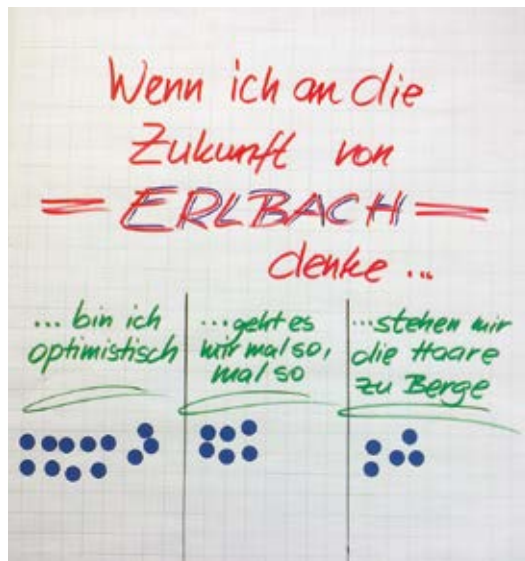 Wenn ich an die
Zukunft von
= ERLBACH =
denke ...
... bin ich
optimistisch
... geht es
mir mal so,
mal so
... stehen mir
die Haare
zu Berge